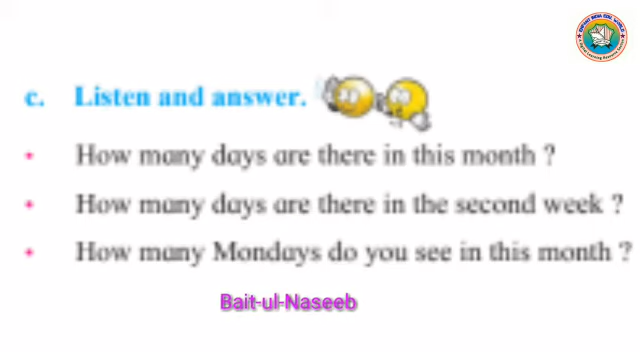 c. Listen and answer.
• How many days are there in this month ?
• How many days are there in the second week ?
• How many Mondays do you see in this month ?
Bait-ul-Naseeb